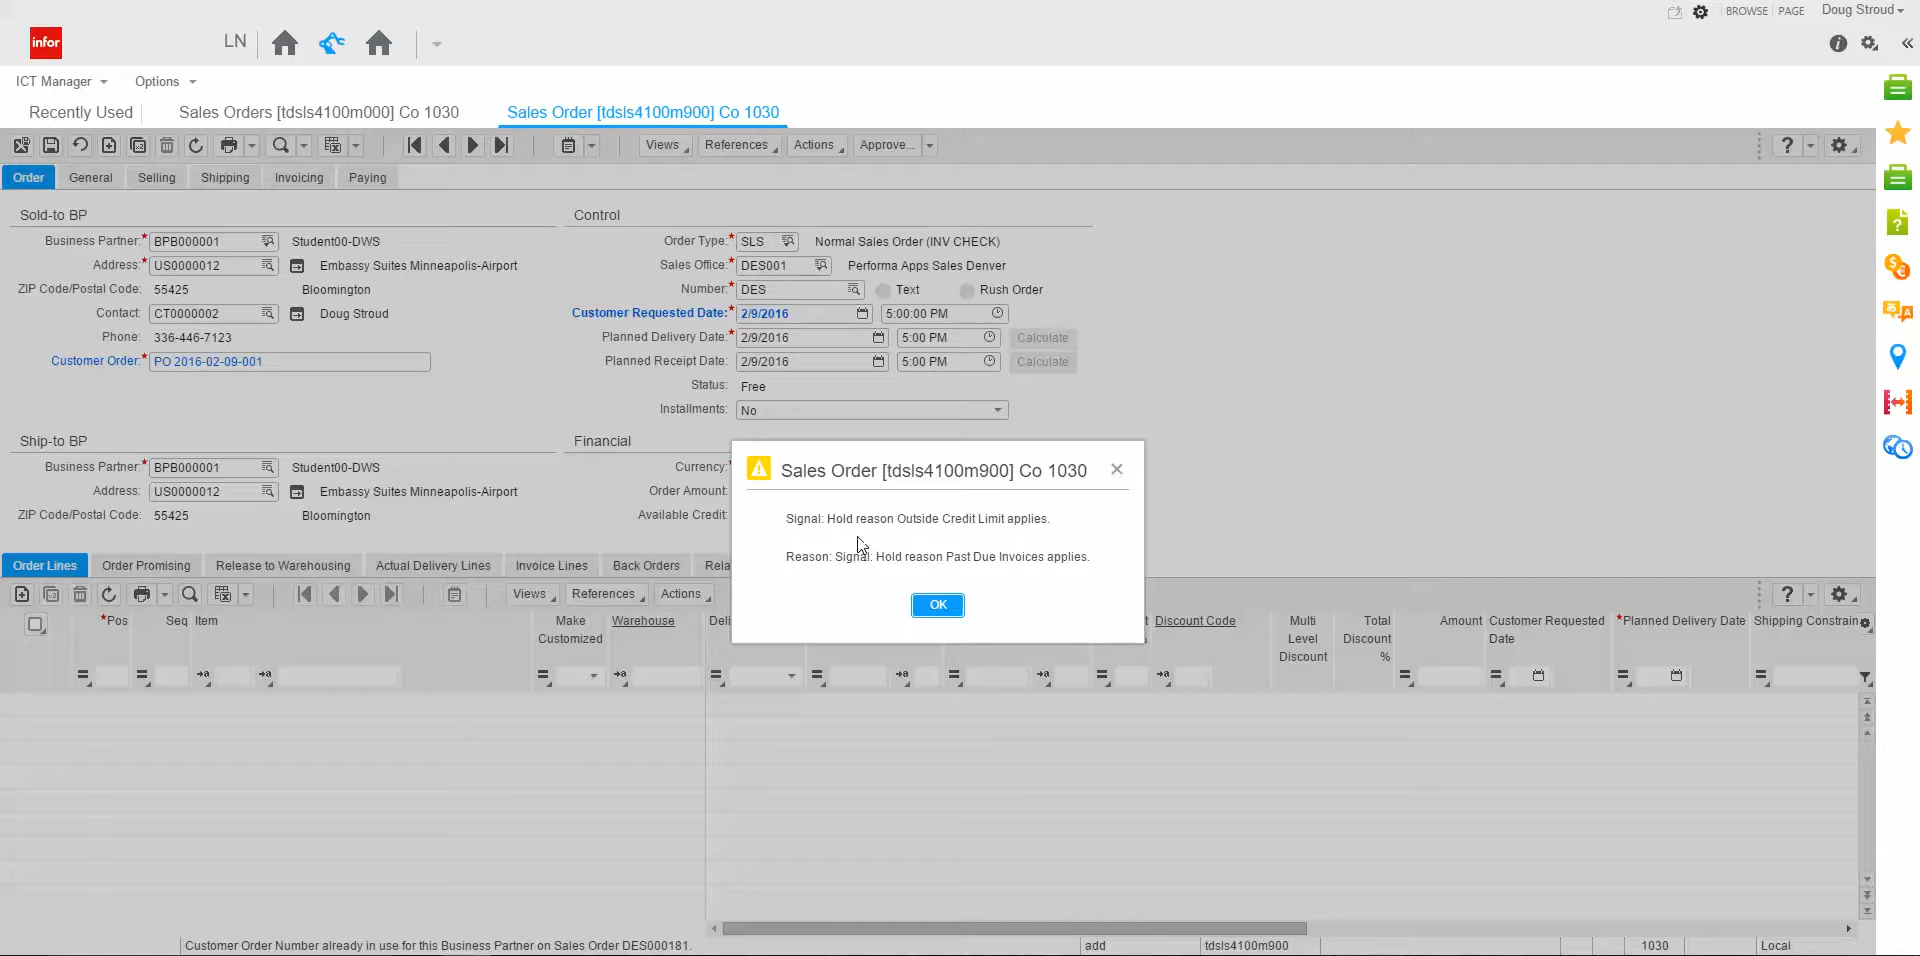 BROWSE PAGE Doug Stroud
infor LN
ICT Manager Options
Recently Used Sales Orders [tdsls4100m000] Co 1030 Sales Order [tdsls4100m900] Co 1030
Views References Actions Approve... ?
Order General Selling Shipping Invoicing Paying
Sold-to BP Control
Business Partner:* BPB000001 Student00-DWS Order Type:* SLS Normal Sales Order (INV CHECK)
Address:* US0000012 Embassy Suites Minneapolis-Airport Sales Office:* DES001 Performa Apps Sales Denver
ZIP Code/Postal Code: 55425 Bloomington Number:* DES Text Rush Order
Contact: CT0000002 Doug Stroud Customer Requested Date:* 2/9/2016 5:00:00 PM
Phone: 336-446-7123 Planned Delivery Date:* 2/9/2016 5:00 PM Calculate
Customer Order:* PO 2016-02-09-001 Planned Receipt Date: 2/9/2016 5:00 PM Calculate
Status: Free
Installments: No
Ship-to BP Financial
Business Partner:* BPB000001 Student00-DWS Currency:*
Address: US0000012 Embassy Suites Minneapolis-Airport Order Amount:
ZIP Code/Postal Code: 55425 Bloomington Available Credit:
Sales Order [tdsls4100m900] Co 1030
Signal: Hold reason Outside Credit Limit applies.
Reason: Signal: Hold reason Past Due Invoices applies.
OK
Order Lines Order Promising Release to Warehousing Actual Delivery Lines Invoice Lines Back Orders Rela
Views References Actions ?
*Pos Seq Item Make Customized Warehouse Deli Discount Code Multi Level Discount Total Discount % Amount Customer Requested Date *Planned Delivery Date Shipping Constrain
Customer Order Number already in use for this Business Partner on Sales Order DES000181. add tdsls4100m900 1030 Local